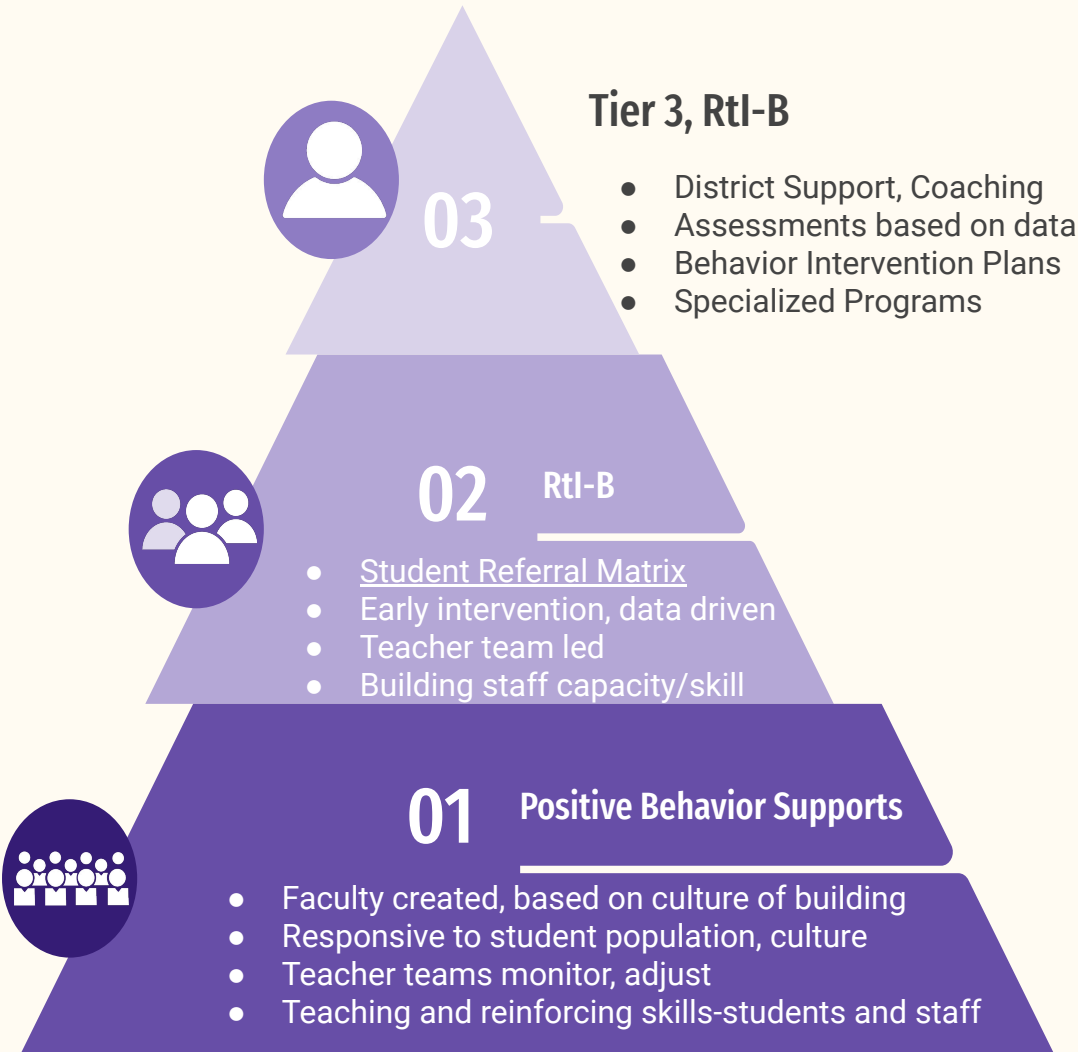 Tier 3, RtI-B
03
● District Support, Coaching
● Assessments based on data
● Behavior Intervention Plans
● Specialized Programs
02 RtI-B
● Student Referral Matrix
● Early intervention, data driven
● Teacher team led
● Building staff capacity/skill
01 Positive Behavior Supports
● Faculty created, based on culture of building
● Responsive to student population, culture
● Teacher teams monitor, adjust
● Teaching and reinforcing skills-students and staff